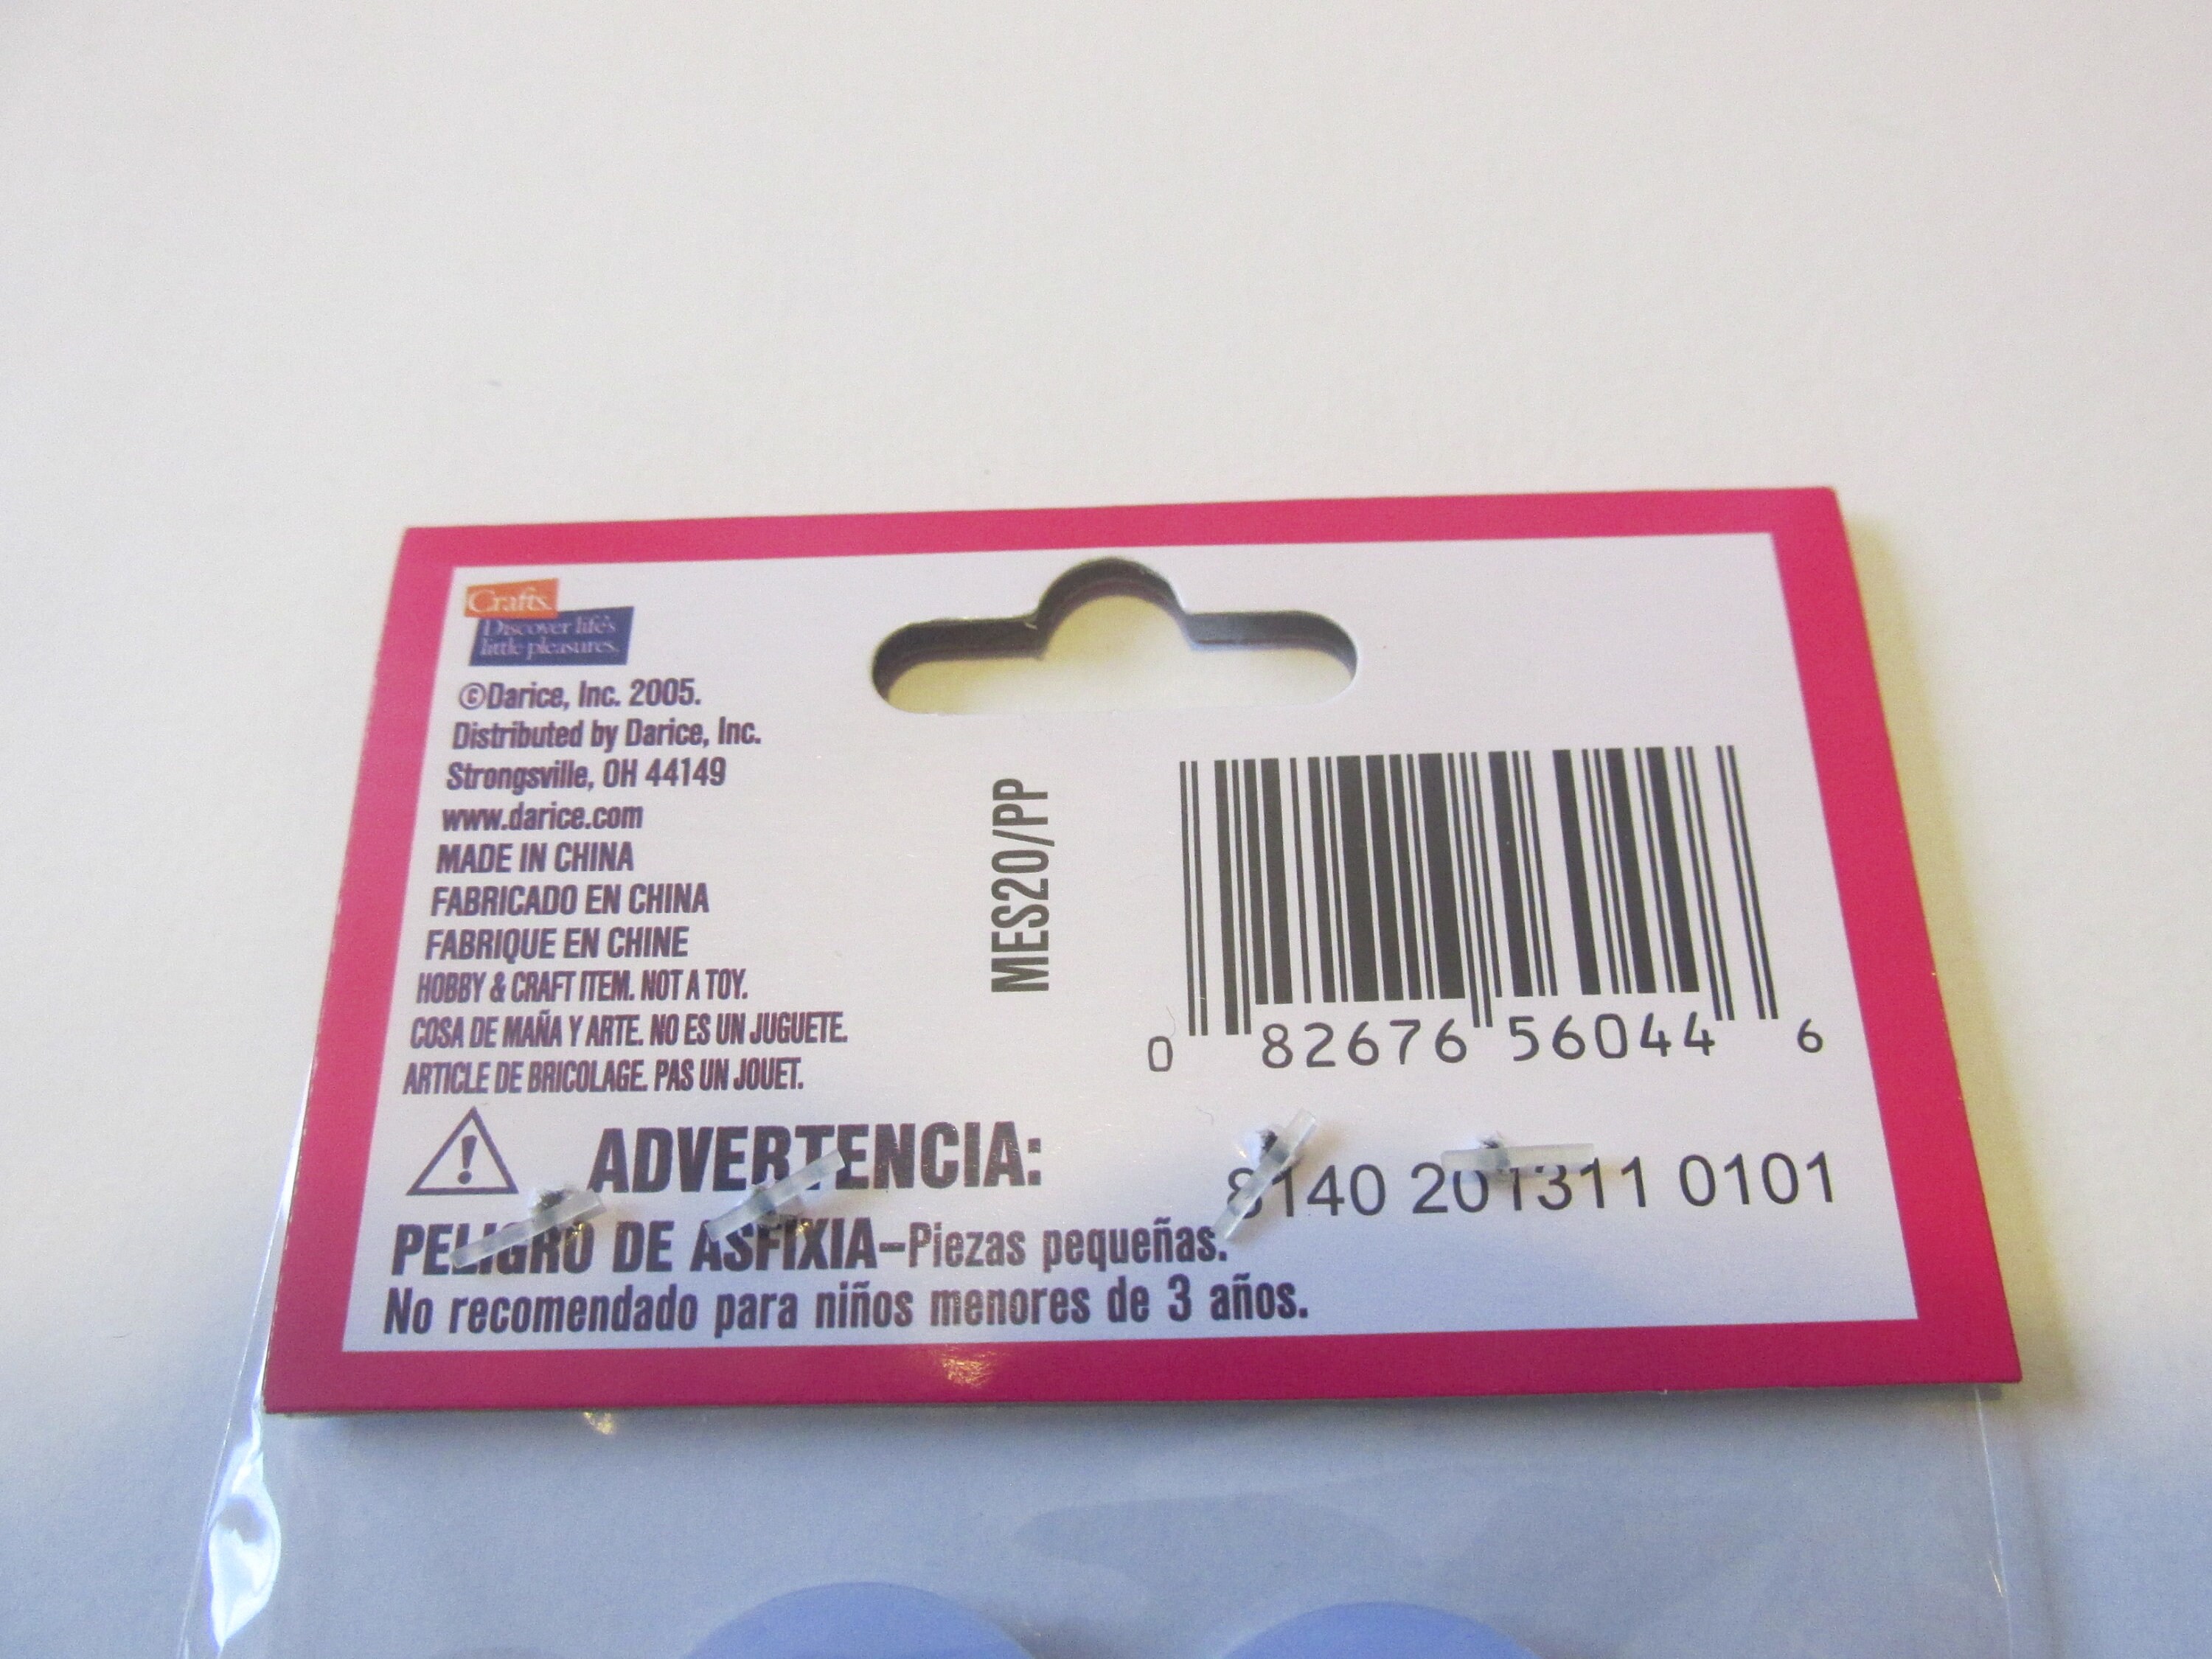 Crafts.
Discover life's
little pleasures.
©Darice, Inc. 2005.
Distributed by Darice, Inc.
Strongsville, OH 44149
www.darice.com
MADE IN CHINA
FABRICADO EN CHINA
FABRIQUE EN CHINE
HOBBY & CRAFT ITEM. NOT A TOY.
COSA DE MAÑA Y ARTE. NO ES UN JUGUETE.
ARTICLE DE BRICOLAGE. PAS UN JOUET.
ADVERTENCIA:
PELIGRO DE ASFIXIA–Piezas pequeñas.
No recomendado para niños menores de 3 años.
MES20/PP
0 82676 56044 6
8140 201311 0101